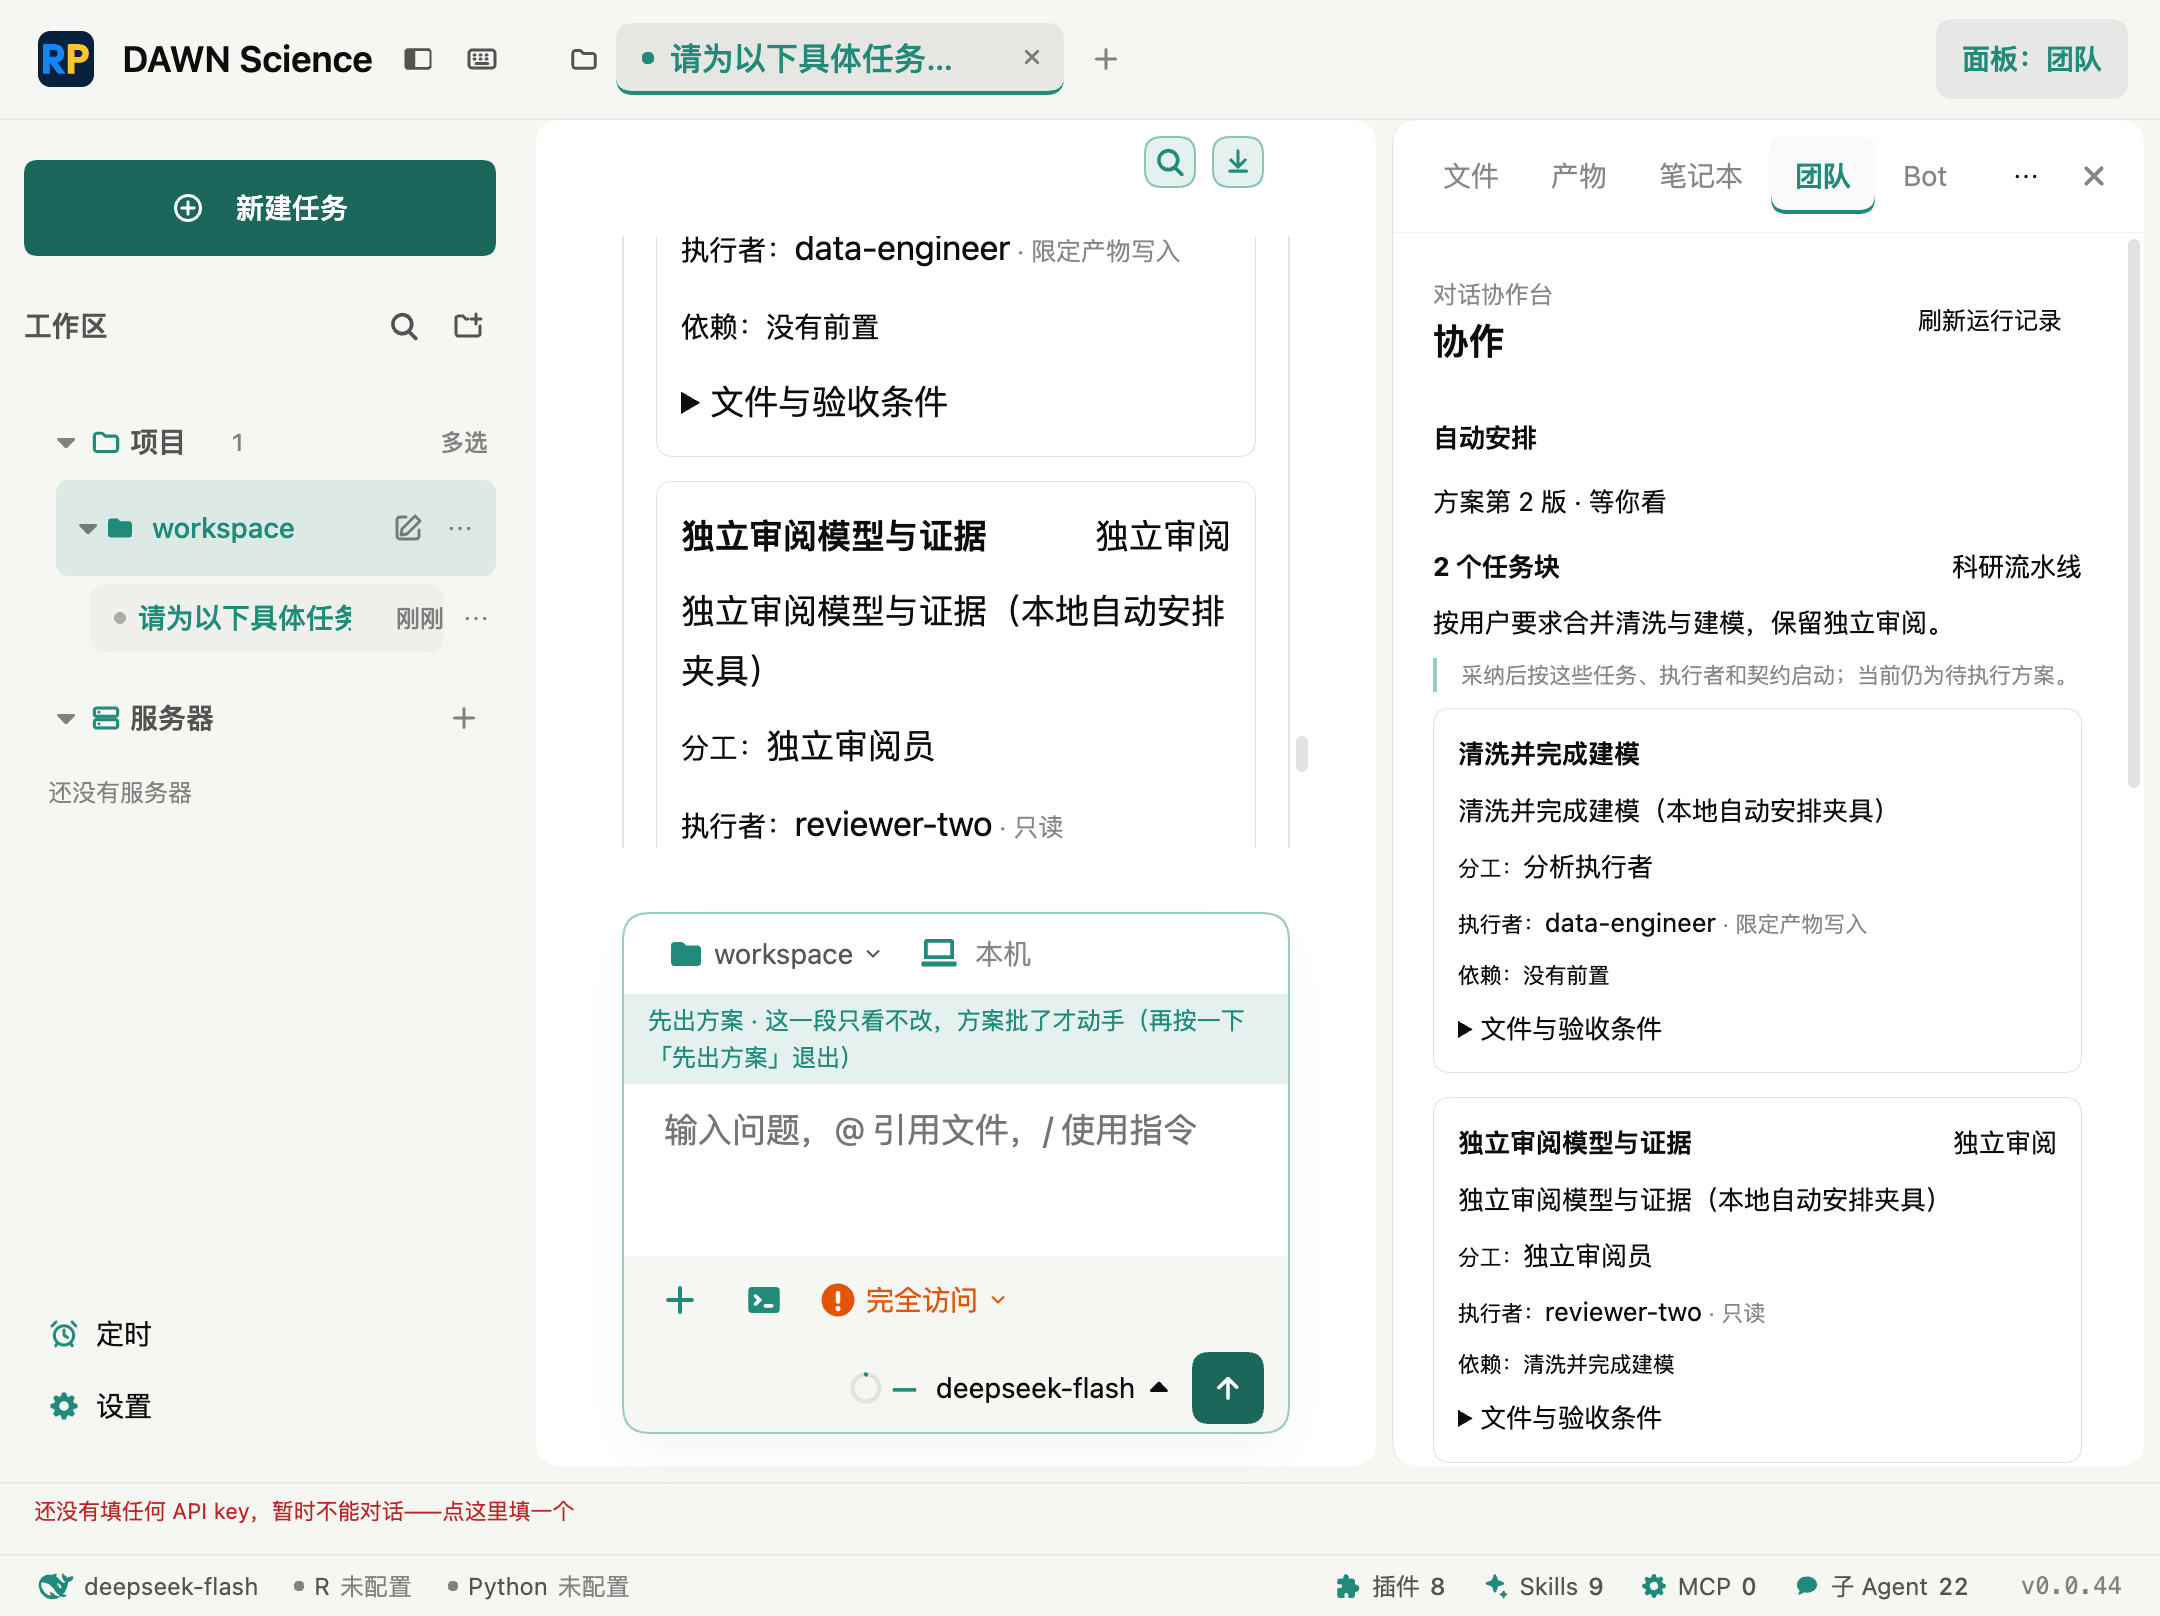 RP
DAWN Science
请为以下具体任务...
面板：团队
新建任务
工作区
项目 1 多选
workspace
请为以下具体任务 刚刚
服务器
还没有服务器
定时
设置
执行者：data-engineer · 限定产物写入
依赖：没有前置
文件与验收条件
独立审阅模型与证据 独立审阅
独立审阅模型与证据（本地自动安排
夹具）
分工：独立审阅员
执行者：reviewer-two · 只读
workspace 本机
先出方案 · 这一段只看不改，方案批了才动手（再按一下
「先出方案」退出）
输入问题，@ 引用文件，/ 使用指令
完全访问
deepseek-flash
文件 产物 笔记本 团队 Bot ···
对话协作台
协作
刷新运行记录
自动安排
方案第 2 版 · 等你看
2 个任务块 科研流水线
按用户要求合并清洗与建模，保留独立审阅。
采纳后按这些任务、执行者和契约启动；当前仍为待执行方案。
清洗并完成建模
清洗并完成建模（本地自动安排夹具）
分工：分析执行者
执行者：data-engineer · 限定产物写入
依赖：没有前置
文件与验收条件
独立审阅模型与证据 独立审阅
独立审阅模型与证据（本地自动安排夹具）
分工：独立审阅员
执行者：reviewer-two · 只读
依赖：清洗并完成建模
文件与验收条件
还没有填任何 API key，暂时不能对话——点这里填一个
deepseek-flash R 未配置 Python 未配置 插件 8 Skills 9 MCP 0 子 Agent 22 v0.0.44